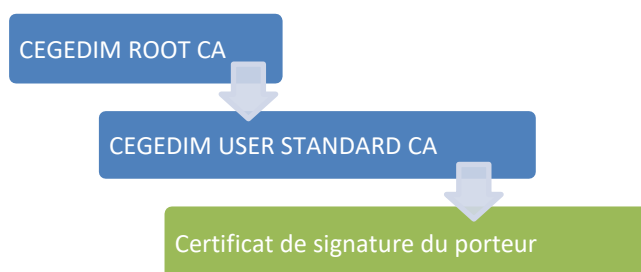 CEGEDIM ROOT CA
CEGEDIM USER STANDARD CA
Certificat de signature du porteur